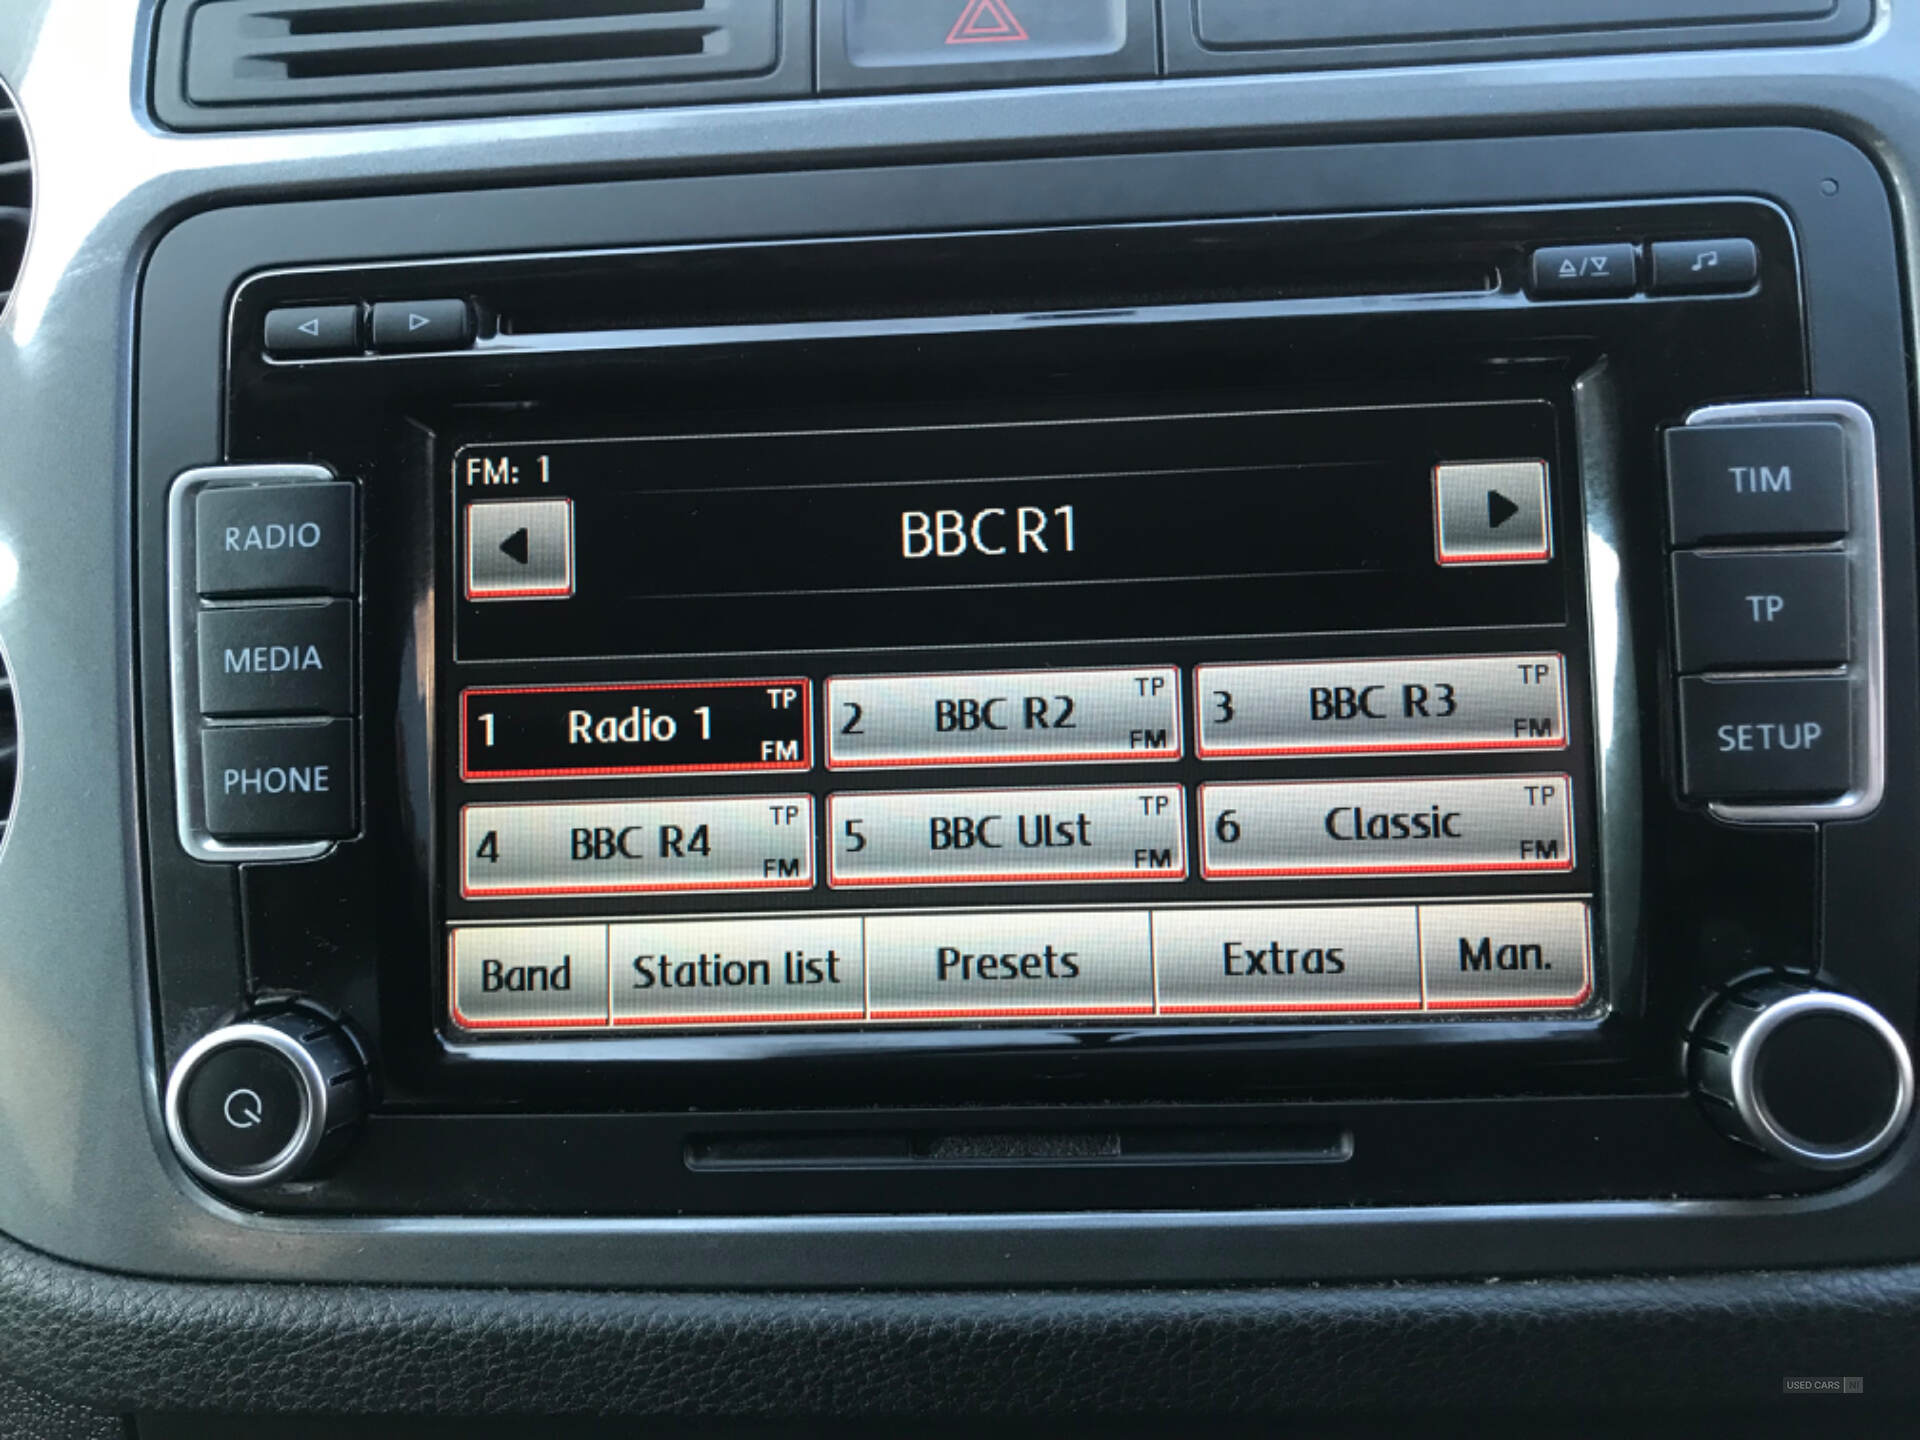 RADIO
MEDIA
PHONE
FM: 1
BBC R1
1 Radio 1 TP FM
2 BBC R2 TP FM
3 BBC R3 TP FM
4 BBC R4 TP FM
5 BBC Ulst TP FM
6 Classic TP FM
Band Station list Presets Extras Man.
TIM
TP
SETUP
USED CARS NI